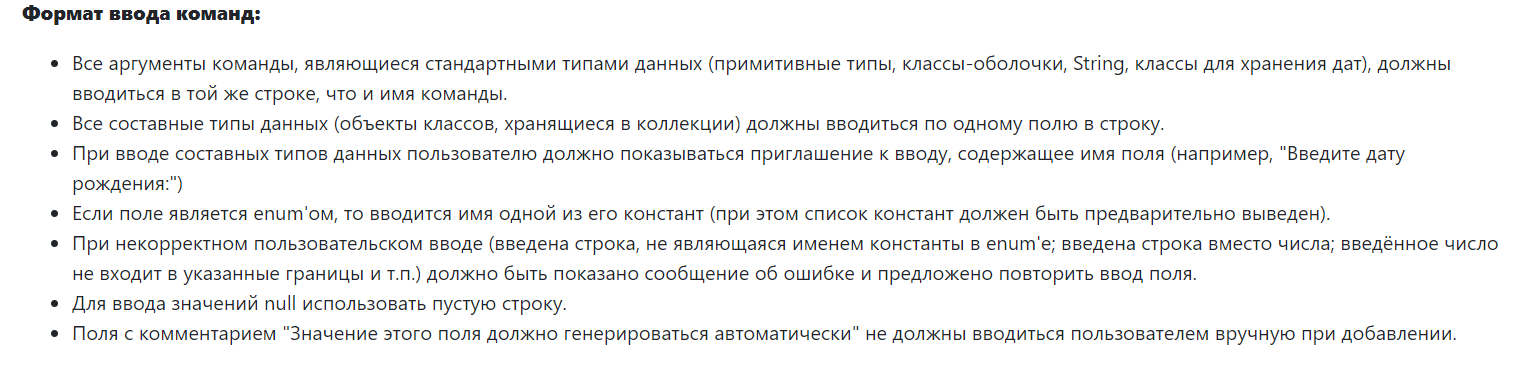 Формат ввода команд:
• Все аргументы команды, являющиеся стандартными типами данных (примитивные типы, классы-оболочки, String, классы для хранения дат), должны
вводиться в той же строке, что и имя команды.
• Все составные типы данных (объекты классов, хранящиеся в коллекции) должны вводиться по одному полю в строку.
• При вводе составных типов данных пользователю должно показываться приглашение к вводу, содержащее имя поля (например, "Введите дату
рождения:")
• Если поле является enum'ом, то вводится имя одной из его констант (при этом список констант должен быть предварительно выведен).
• При некорректном пользовательском вводе (введена строка, не являющаяся именем константы в enum'е; введена строка вместо числа; введённое число
не входит в указанные границы и т.п.) должно быть показано сообщение об ошибке и предложено повторить ввод поля.
• Для ввода значений null использовать пустую строку.
• Поля с комментарием "Значение этого поля должно генерироваться автоматически" не должны вводиться пользователем вручную при добавлении.